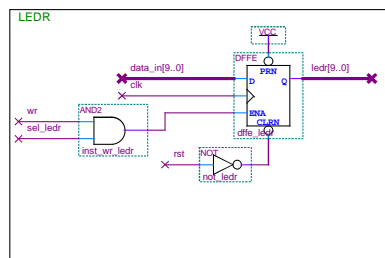 LEDR
VCC
DFFE
data_in[9..0]
ledr[9..0]
PRN
D
Q
clk
wr
AND2
ENA
sel_ledr
CLRN
dffe_ledr
inst_wr_ledr
rst
NOT
not_ledr